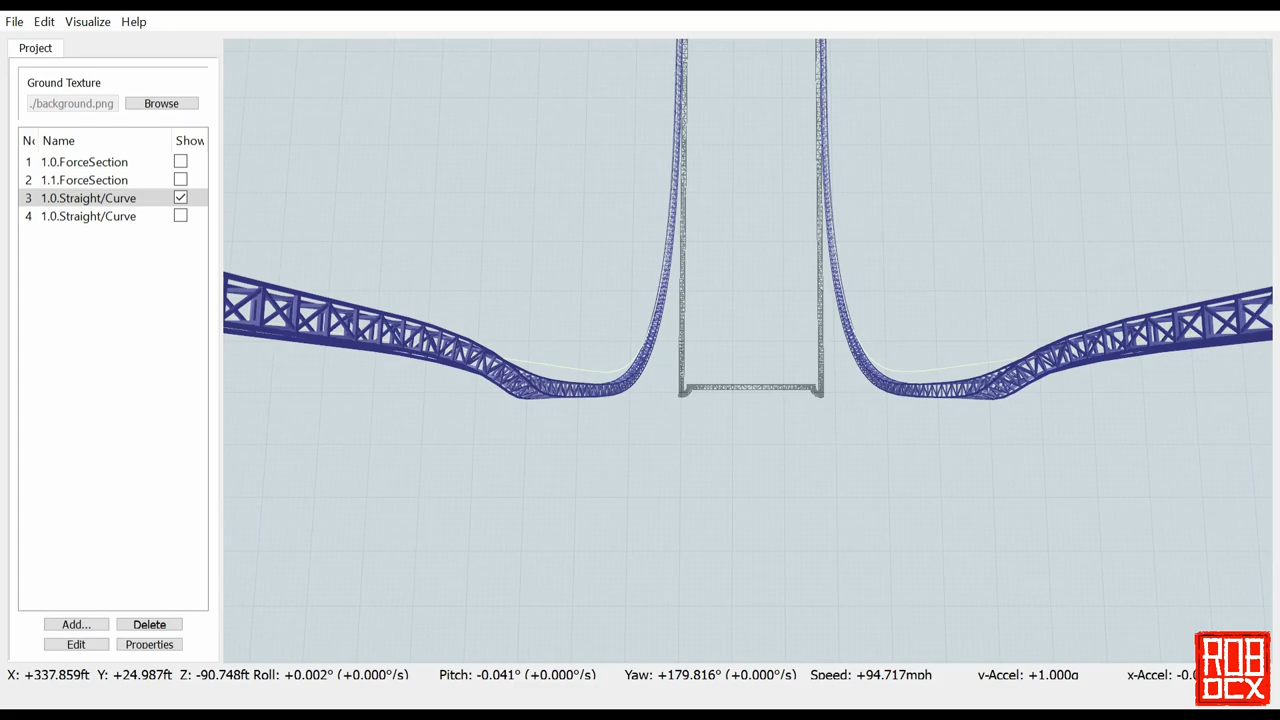 File Edit Visualize Help
Project
Ground Texture
./background.png Browse
Name Show
1 1.0.ForceSection
2 1.1.ForceSection
3 1.0.Straight/Curve
4 1.0.Straight/Curve
Add... Delete
Edit Properties
X: +337.859ft Y: +24.987ft Z: -90.748ft Roll: +0.002° (+0.000°/s) Pitch: -0.041° (+0.000°/s) Yaw: +179.816° (+0.000°/s) Speed: +94.717mph v-Accel: +1.000g x-Accel: